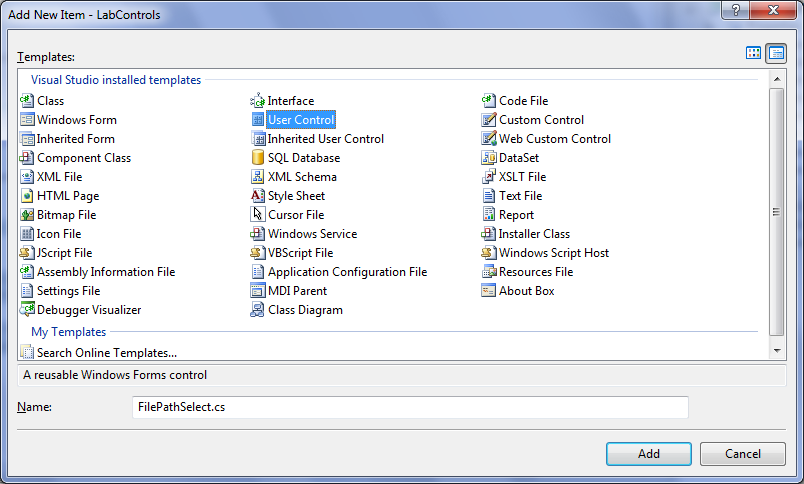 Add New Item - LabControls
Templates:
Visual Studio installed templates
Class Interface Code File
Windows Form User Control Custom Control
Inherited Form Inherited User Control Web Custom Control
Component Class SQL Database DataSet
XML File XML Schema XSLT File
HTML Page Style Sheet Text File
Bitmap File Cursor File Report
Icon File Windows Service Installer Class
JScript File VBScript File Windows Script Host
Assembly Information File Application Configuration File Resources File
Settings File MDI Parent About Box
Debugger Visualizer Class Diagram
My Templates
Search Online Templates...
A reusable Windows Forms control
Name: FilePathSelect.cs
Add Cancel